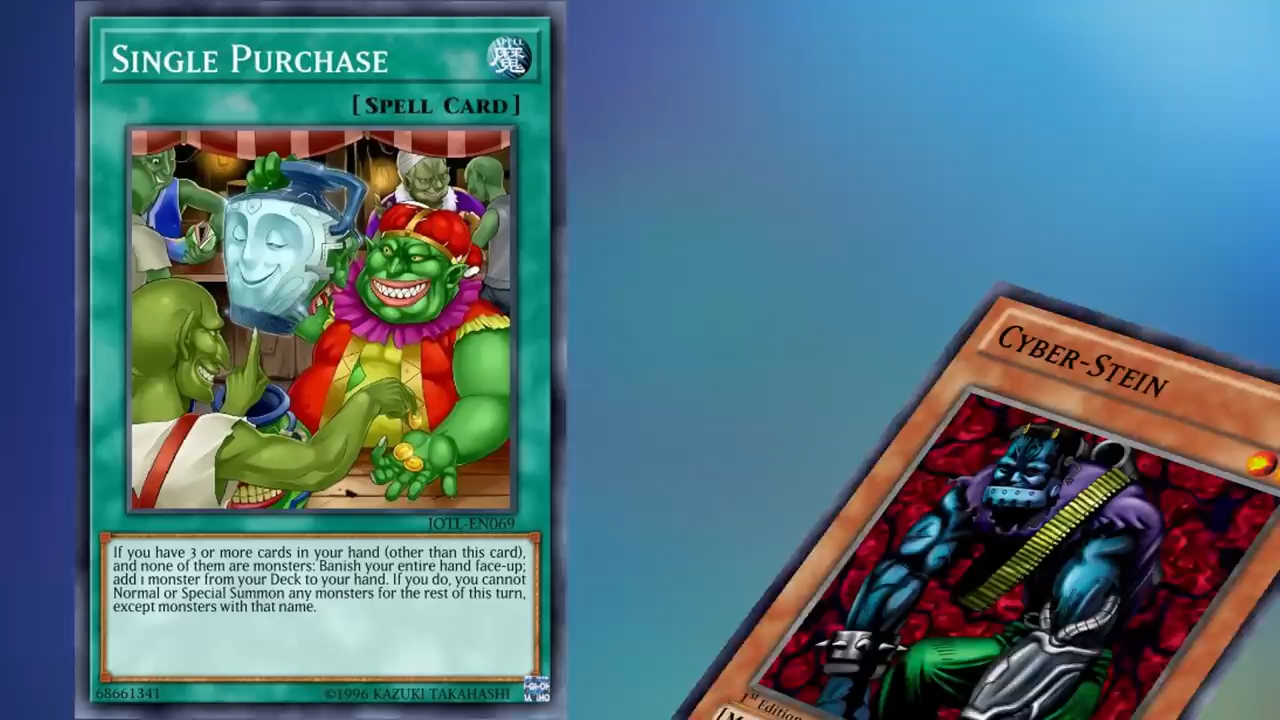 Single Purchase
[Spell Card]
JOTL-EN069
If you have 3 or more cards in your hand (other than this card),
and none of them are monsters: Banish your entire hand face-up;
add 1 monster from your Deck to your hand. If you do, you cannot
Normal or Special Summon any monsters for the rest of this turn,
except monsters with that name.
68661341
©1996 KAZUKI TAKAHASHI
Cyber-Stein
1st Edition